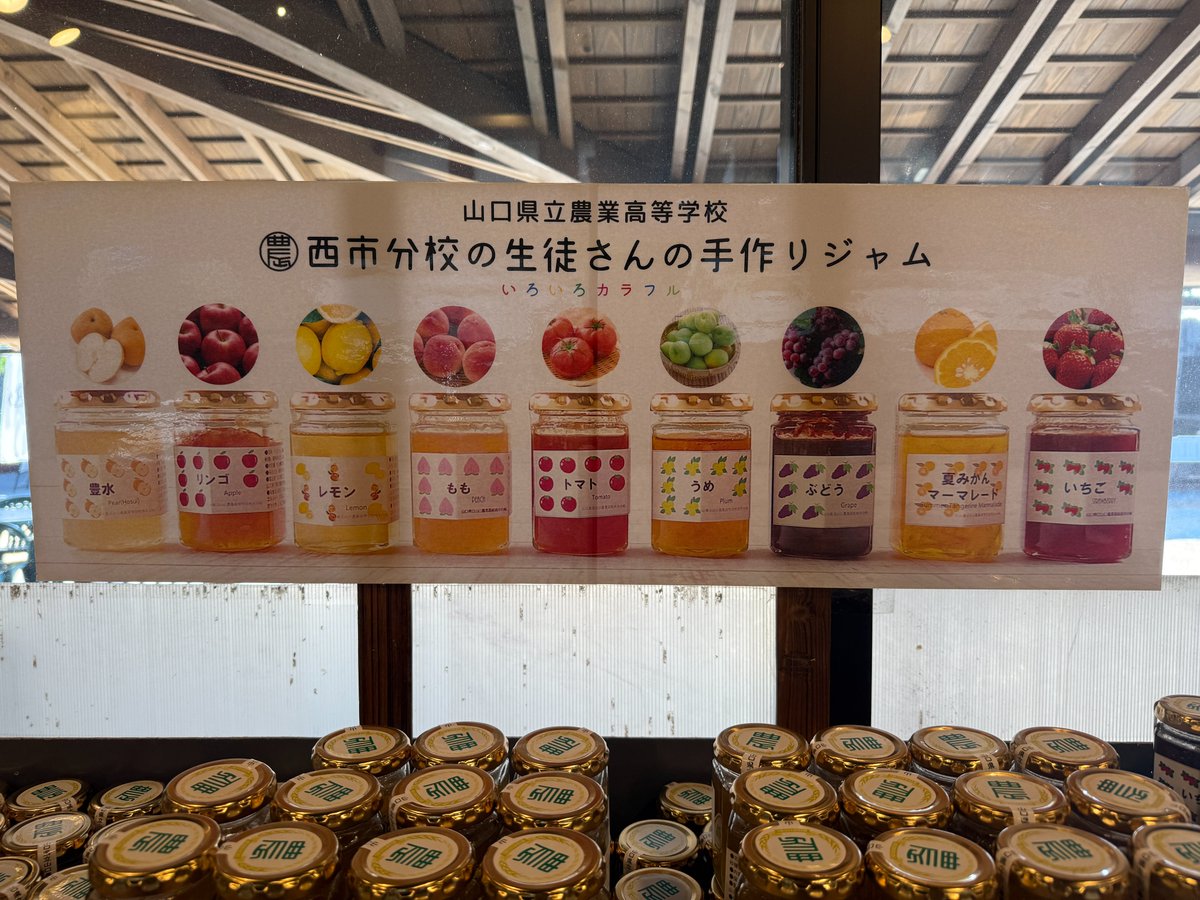 山口県立農業高等学校
農 西市分校の生徒さんの手作りジャム
いろいろカラフル
豊水
Pear(Hosui)
リンゴ
Apple
レモン
Lemon
もも
PEACH
トマト
Tomato
うめ
Plum
ぶどう
Grape
夏みかん
マーマレード
Summer Tangerine Marmalade
いちご
STRAWBERRY